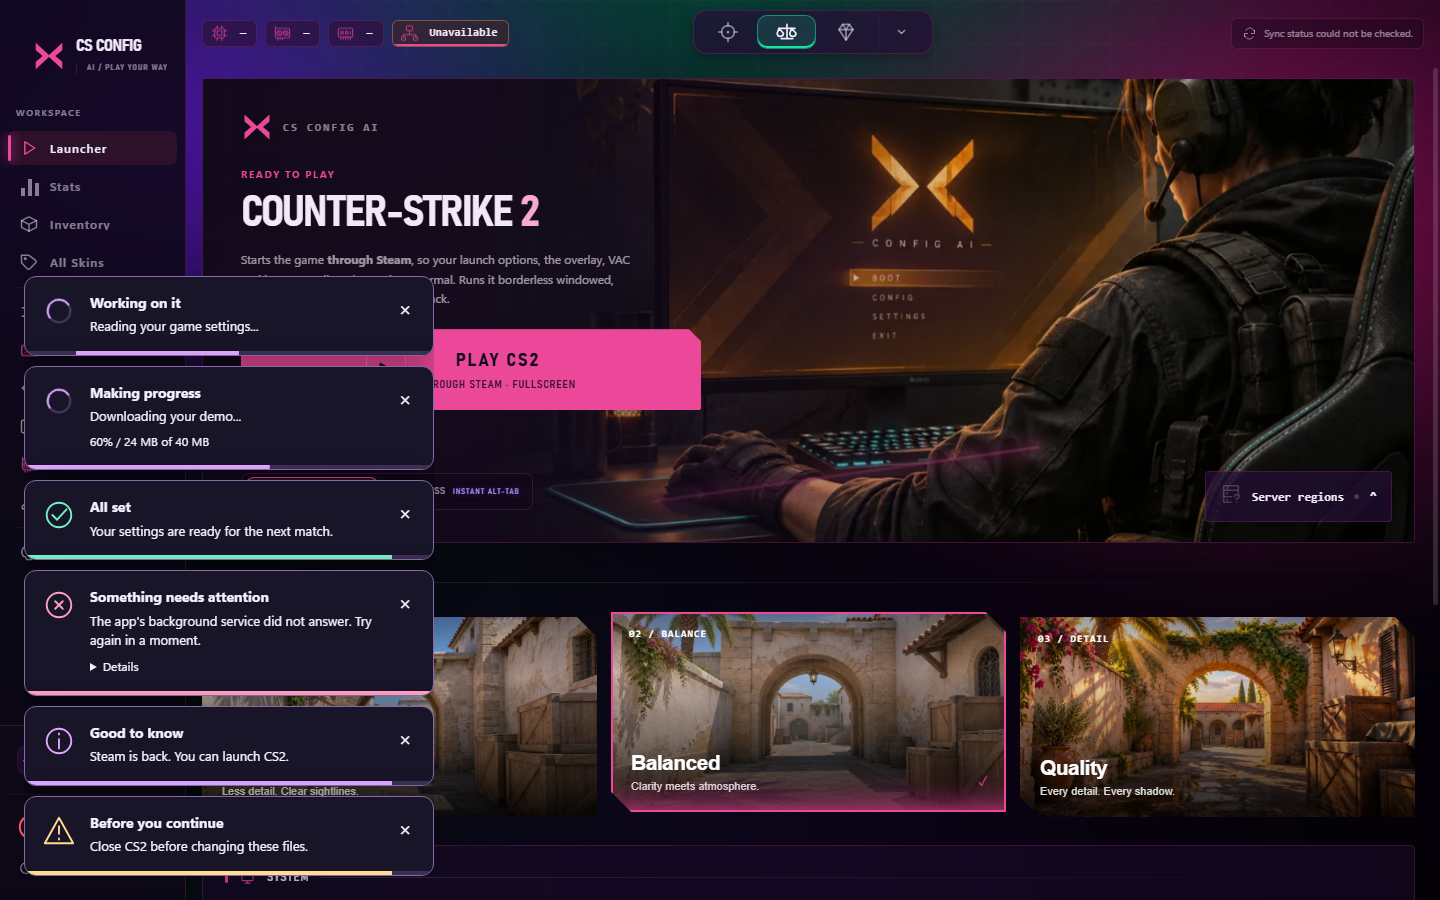 CS CONFIG
AI / PLAY YOUR WAY
WORKSPACE
Launcher
Stats
Inventory
All Skins
–
–
–
Unavailable
Sync status could not be checked.
CS CONFIG AI
READY TO PLAY
COUNTER-STRIKE 2
Starts the game through Steam, so your launch options, the overlay, VAC
rmal. Runs it borderless windowed,
ck.
PLAY CS2
ROUGH STEAM · FULLSCREEN
SS INSTANT ALT-TAB
CONFIG AI
BOOT
CONFIG
SETTINGS
EXIT
Server regions
Working on it
Reading your game settings...
Making progress
Downloading your demo...
60% / 24 MB of 40 MB
All set
Your settings are ready for the next match.
Something needs attention
The app's background service did not answer. Try
again in a moment.
Details
Good to know
Steam is back. You can launch CS2.
Before you continue
Close CS2 before changing these files.
Less detail. Clear sightlines.
02 / BALANCE
Balanced
Clarity meets atmosphere.
03 / DETAIL
Quality
Every detail. Every shadow.
SYSTEM